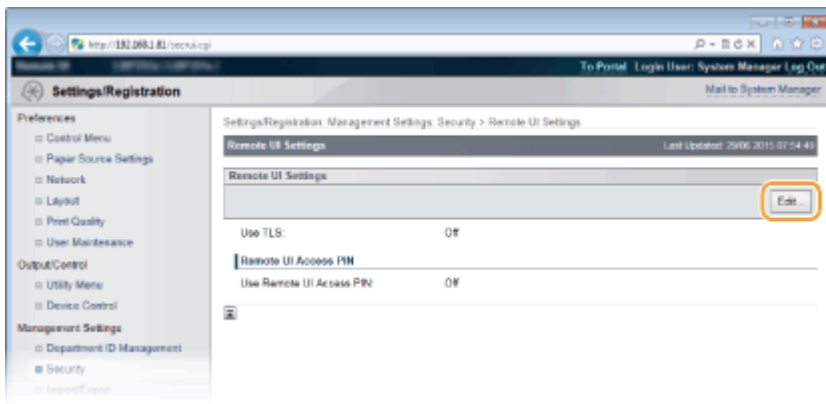 http://192.168.1.81/secrui.cgi
To Portal Login User: System Manager Log Out
Settings/Registration
Mail to System Manager
Preferences
Control Menu
Paper Source Settings
Network
Layout
Print Quality
User Maintenance
Output/Control
Utility Menu
Device Control
Management Settings
Department ID Management
Security
Import/Export
Settings/Registration: Management Settings: Security > Remote UI Settings
Remote UI Settings
Last Updated: 29/06 2015 07:54:49
Remote UI Settings
Edit...
Use TLS: Off
Remote UI Access PIN
Use Remote UI Access PIN: Off